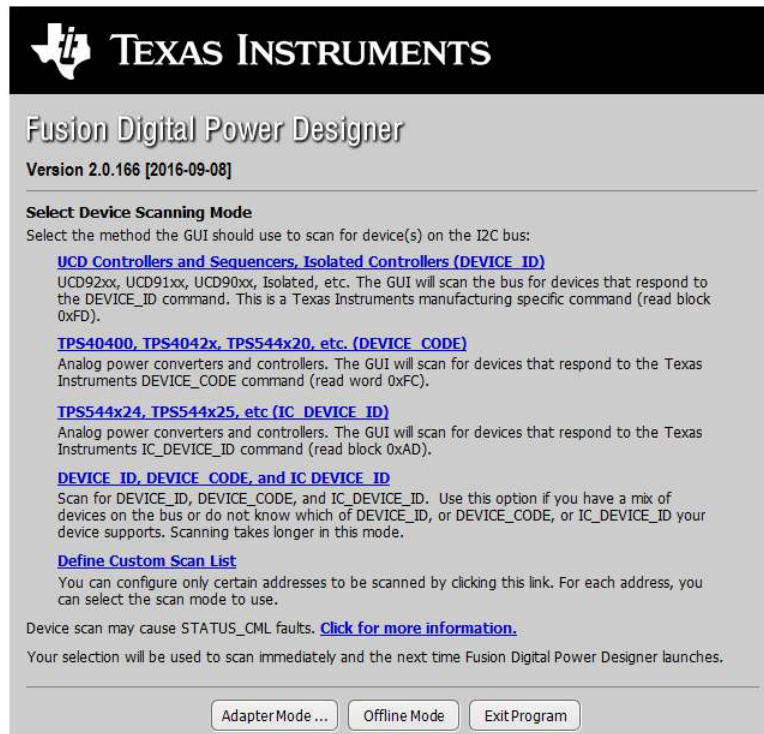 TEXAS INSTRUMENTS
Fusion Digital Power Designer
Version 2.0.166 [2016-09-08]
Select Device Scanning Mode
Select the method the GUI should use to scan for device(s) on the I2C bus:
UCD Controllers and Sequencers, Isolated Controllers (DEVICE_ID)
UCD92xx, UCD91xx, UCD90xx, Isolated, etc. The GUI will scan the bus for devices that respond to
the DEVICE_ID command. This is a Texas Instruments manufacturing specific command (read block
0xFD).
TPS40400, TPS4042x, TPS544x20, etc. (DEVICE_CODE)
Analog power converters and controllers. The GUI will scan for devices that respond to the Texas
Instruments DEVICE_CODE command (read word 0xFC).
TPS544x24, TPS544x25, etc (IC_DEVICE_ID)
Analog power converters and controllers. The GUI will scan for devices that respond to the Texas
Instruments IC_DEVICE_ID command (read block 0xAD).
DEVICE_ID, DEVICE_CODE, and IC DEVICE_ID
Scan for DEVICE_ID, DEVICE_CODE, and IC_DEVICE_ID. Use this option if you have a mix of
devices on the bus or do not know which of DEVICE_ID, or DEVICE_CODE, or IC_DEVICE_ID your
device supports. Scanning takes longer in this mode.
Define Custom Scan List
You can configure only certain addresses to be scanned by clicking this link. For each address, you
can select the scan mode to use.
Device scan may cause STATUS_CML faults. Click for more information.
Your selection will be used to scan immediately and the next time Fusion Digital Power Designer launches.
Adapter Mode ... Offline Mode Exit Program